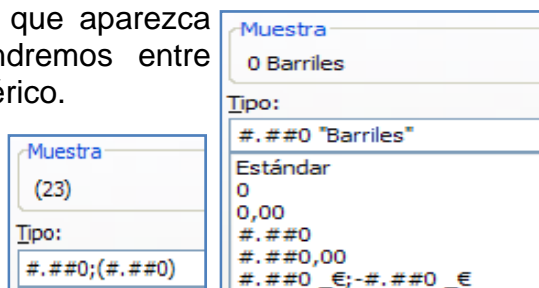 que aparezca
ndremos entre
érico.
Muestra
(23)
Tipo:
#.##0;(#.##0)
Muestra
0 Barriles
Tipo:
#.##0 "Barriles"
Estándar
0
0,00
#.##0
#.##0,00
#.##0 _€;-#.##0 _€